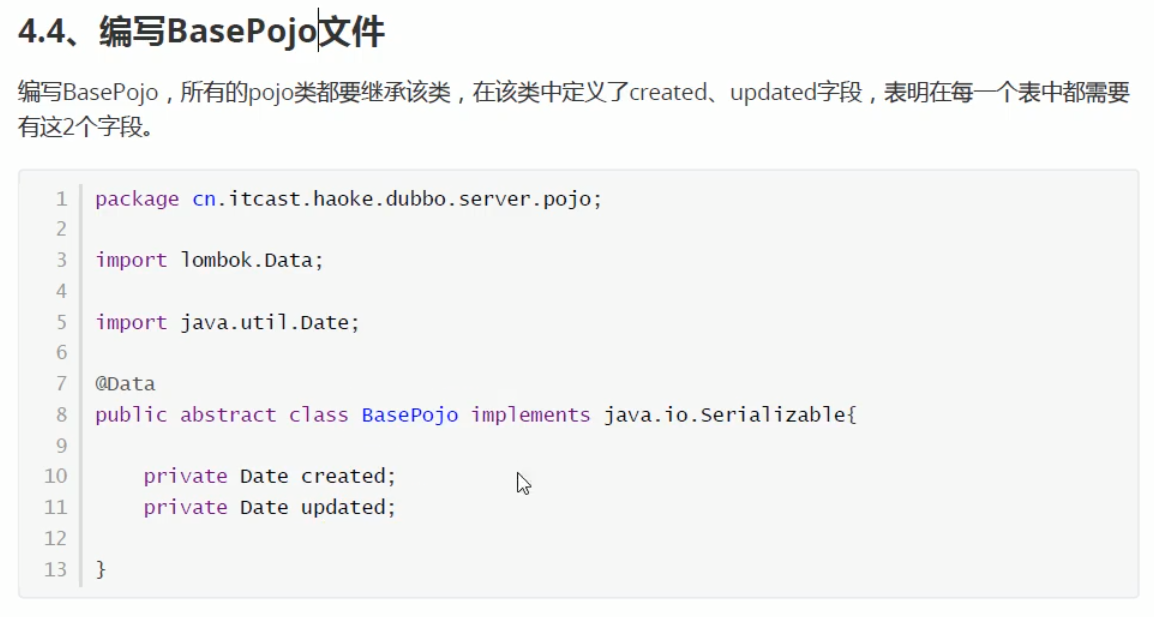 4.4、编写BasePojo文件
编写BasePojo，所有的pojo类都要继承该类，在该类中定义了created、updated字段，表明在每一个表中都需要
有这2个字段。
1 package cn.itcast.haoke.dubbo.server.pojo;
2
3 import lombok.Data;
4
5 import java.util.Date;
6
7 @Data
8 public abstract class BasePojo implements java.io.Serializable{
9
10     private Date created;
11     private Date updated;
12
13 }